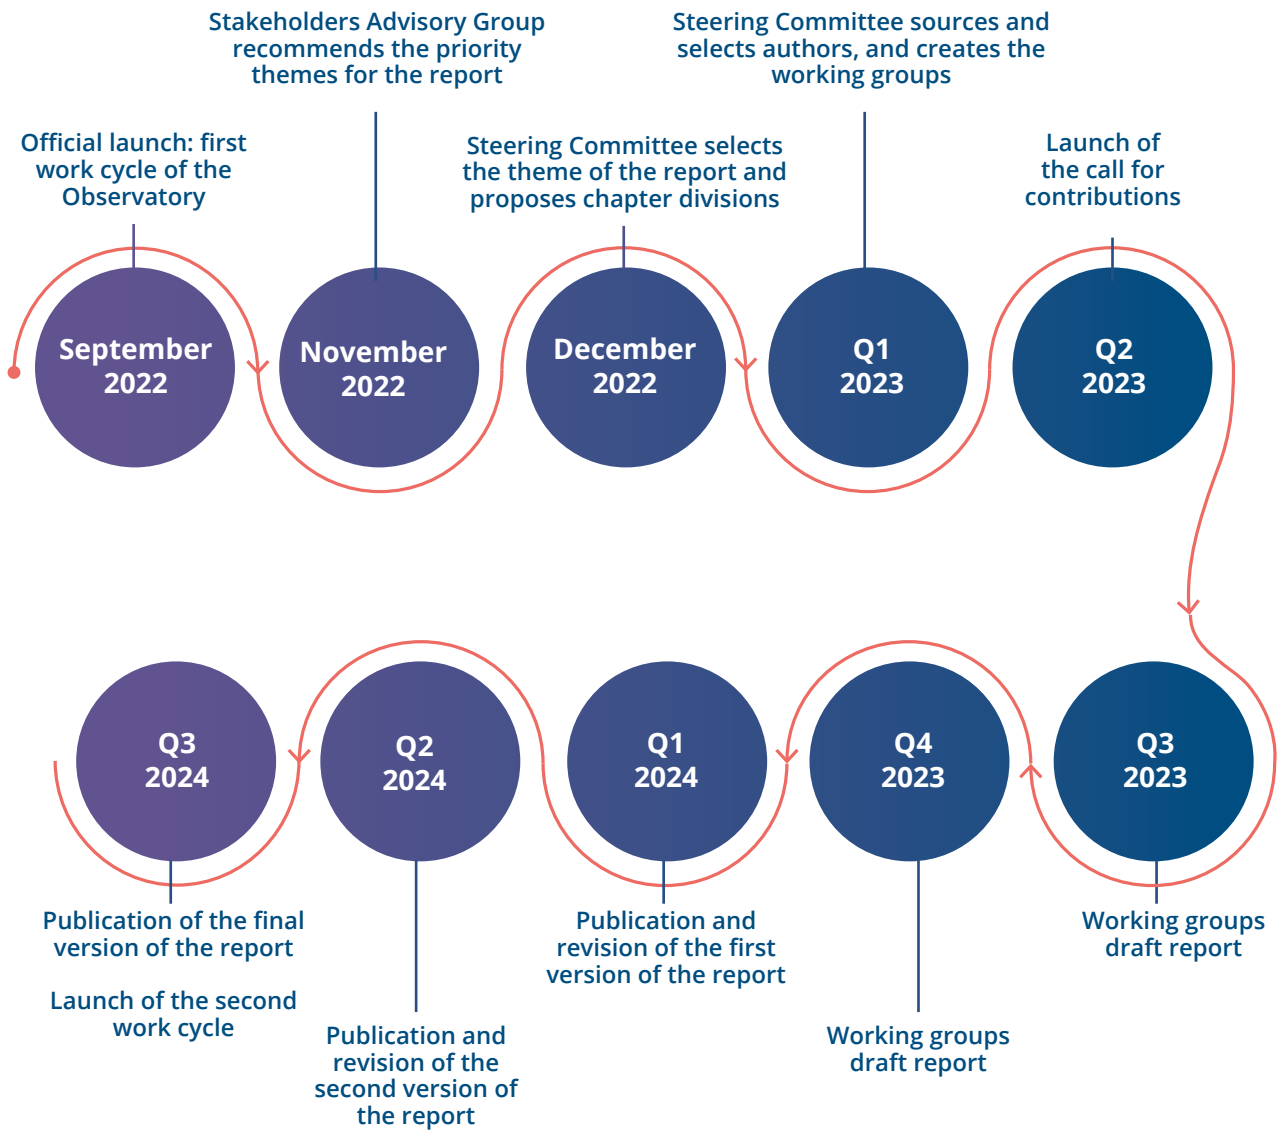 Stakeholders Advisory Group
recommends the priority
themes for the report
Steering Committee sources and
selects authors, and creates the
working groups
Official launch: first
work cycle of the
Observatory
Steering Committee selects
the theme of the report and
proposes chapter divisions
Launch of
the call for
contributions
September
2022
November
2022
December
2022
Q1
2023
Q2
2023
Q3
2024
Q2
2024
Q1
2024
Q4
2023
Q3
2023
Publication of the final
version of the report
Launch of the second
work cycle
Publication and
revision of the
second version of
the report
Publication and
revision of the first
version of the report
Working groups
draft report
Working groups
draft report